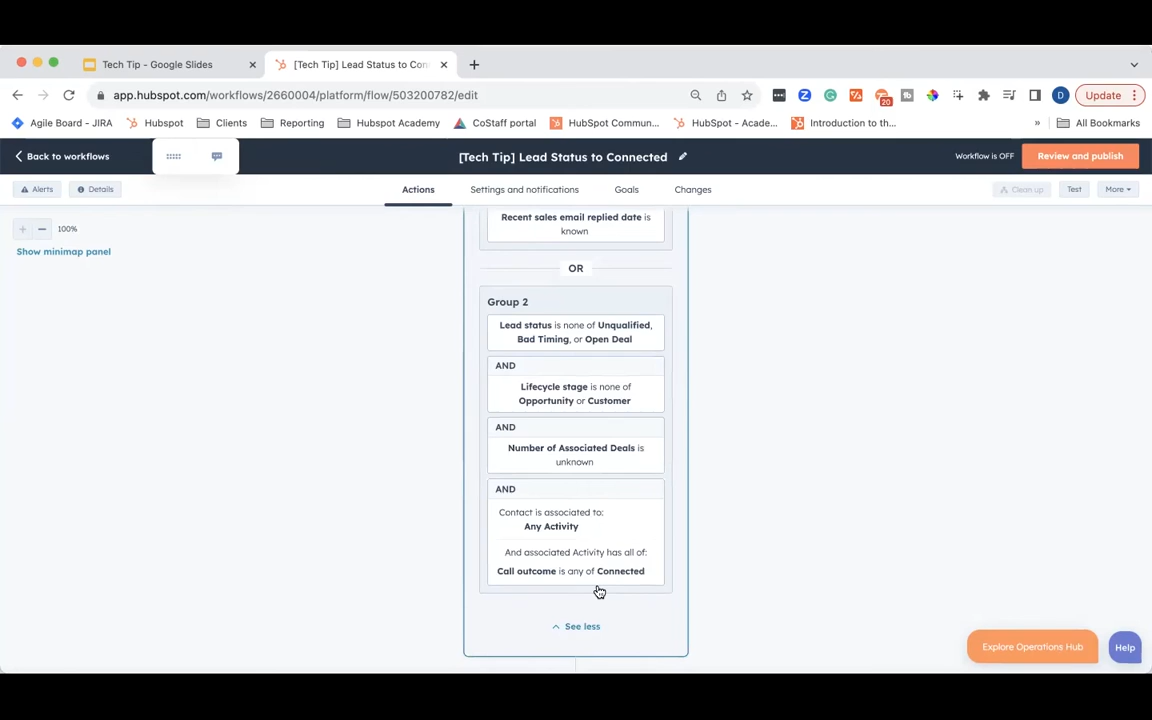 Tech Tip - Google Slides
[Tech Tip] Lead Status to Con
app.hubspot.com/workflows/2660004/platform/flow/503200782/edit
20
D
Update
Agile Board - JIRA
Hubspot
Clients
Reporting
Hubspot Academy
CoStaff portal
HubSpot Commun...
HubSpot - Acade...
Introduction to th...
»
All Bookmarks
Back to workflows
[Tech Tip] Lead Status to Connected
Workflow is OFF
Review and publish
Alerts
Details
Actions
Settings and notifications
Goals
Changes
Clean up
Test
More
100%
Show minimap panel
Recent sales email replied date is
known
OR
Group 2
Lead status is none of Unqualified,
Bad Timing, or Open Deal
AND
Lifecycle stage is none of
Opportunity or Customer
AND
Number of Associated Deals is
unknown
AND
Contact is associated to:
Any Activity
And associated Activity has all of:
Call outcome is any of Connected
See less
Explore Operations Hub
Help